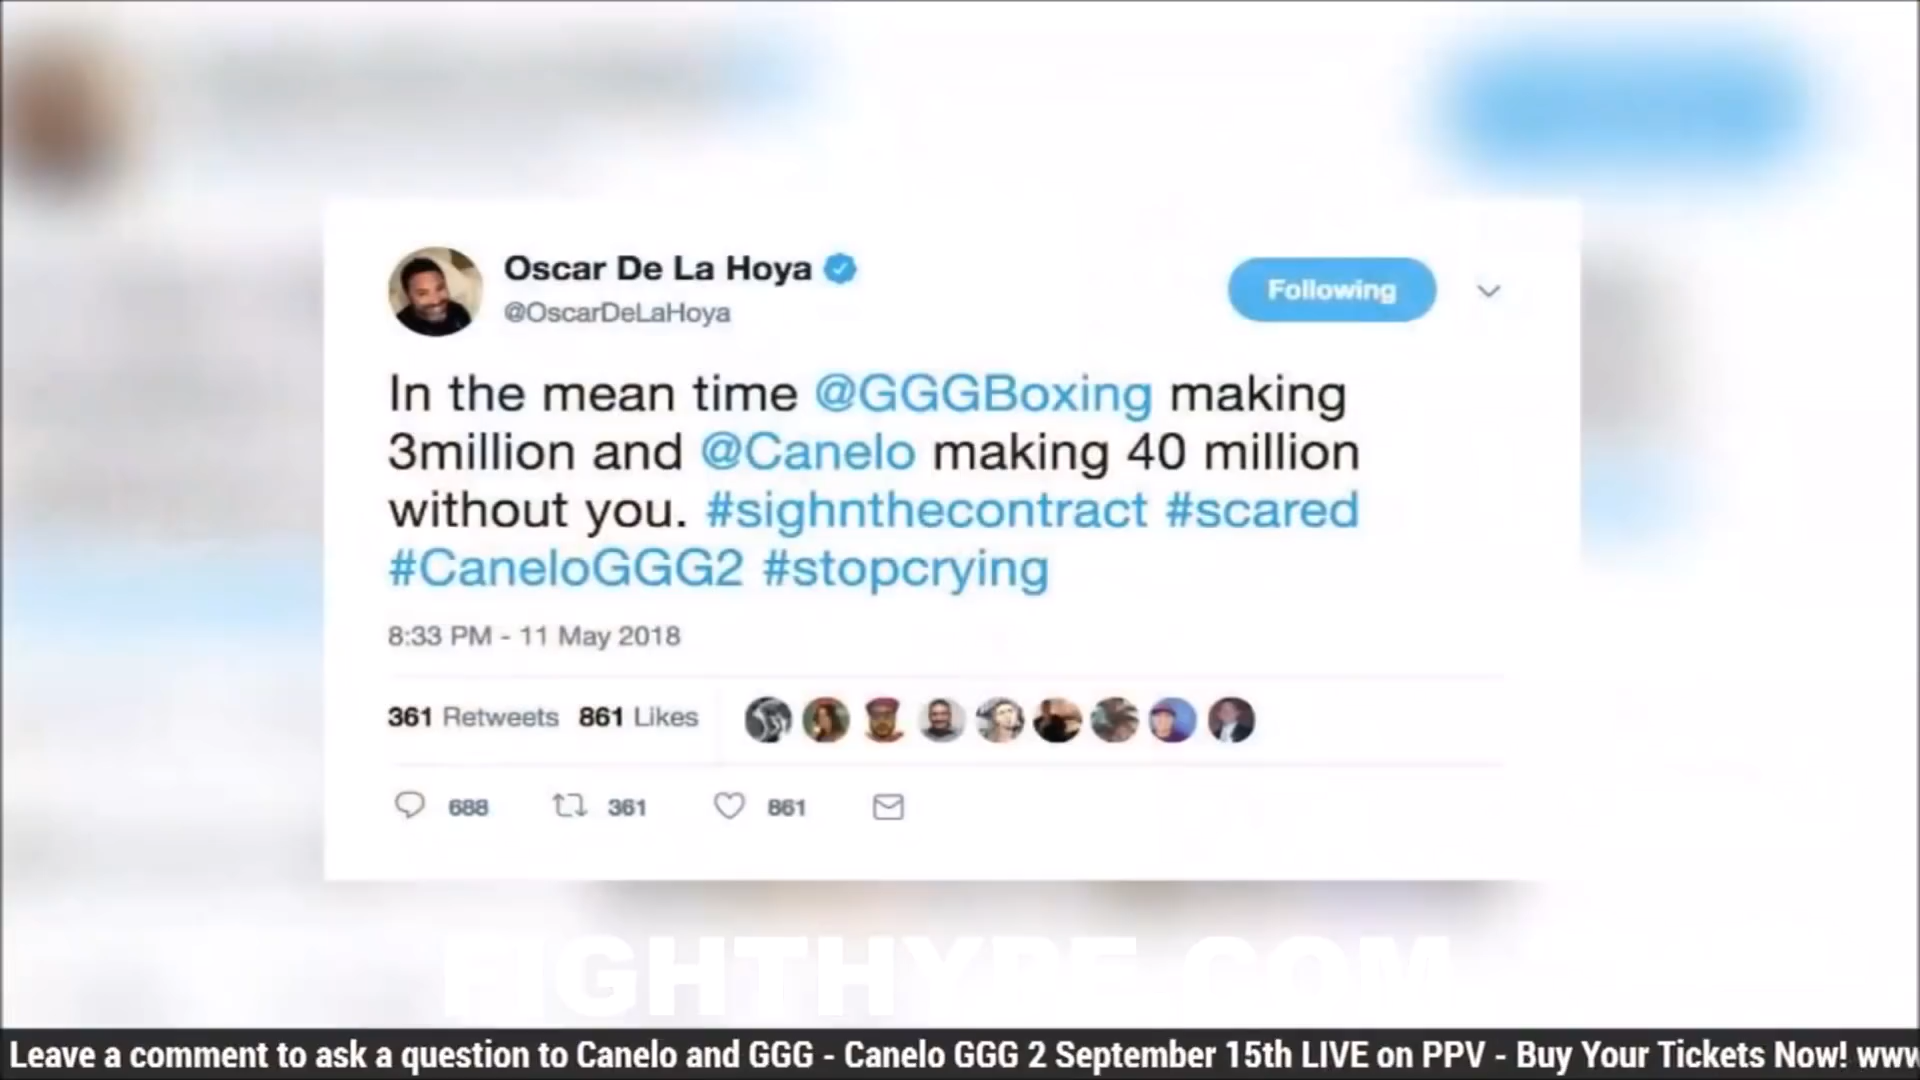 Oscar De La Hoya
@OscarDeLaHoya
Following
In the mean time @GGGBoxing making
3million and @Canelo making 40 million
without you. #sighnthecontract #scared
#CaneloGGG2 #stopcrying
8:33 PM - 11 May 2018
361 Retweets 861 Likes
688 361 861
FIGHTHYPE.COM
Leave a comment to ask a question to Canelo and GGG - Canelo GGG 2 September 15th LIVE on PPV - Buy Your Tickets Now! www